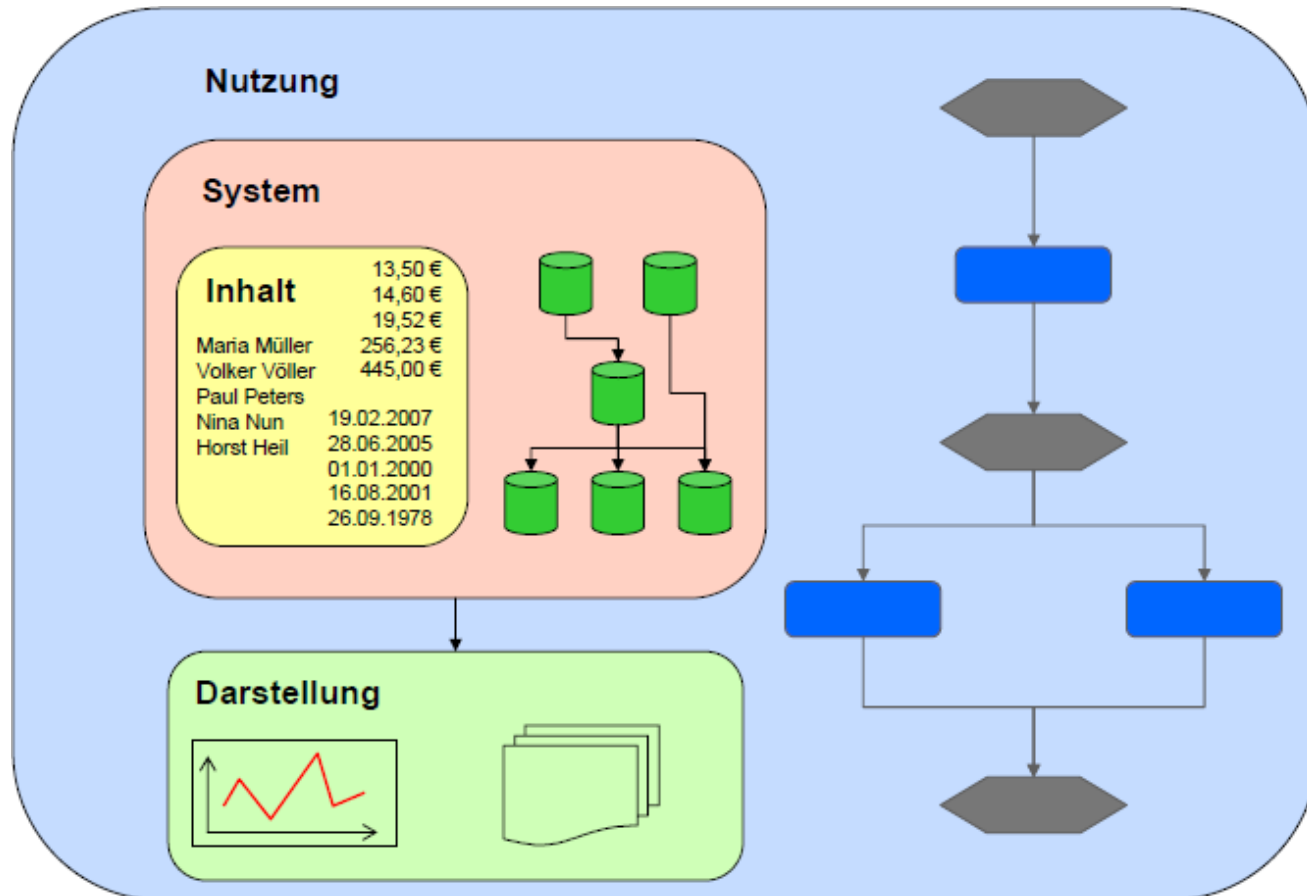 Nutzung
System
Inhalt
13,50 €
14,60 €
19,52 €
Maria Müller 256,23 €
Volker Völler 445,00 €
Paul Peters
Nina Nun 19.02.2007
Horst Heil 28.06.2005
01.01.2000
16.08.2001
26.09.1978
Darstellung